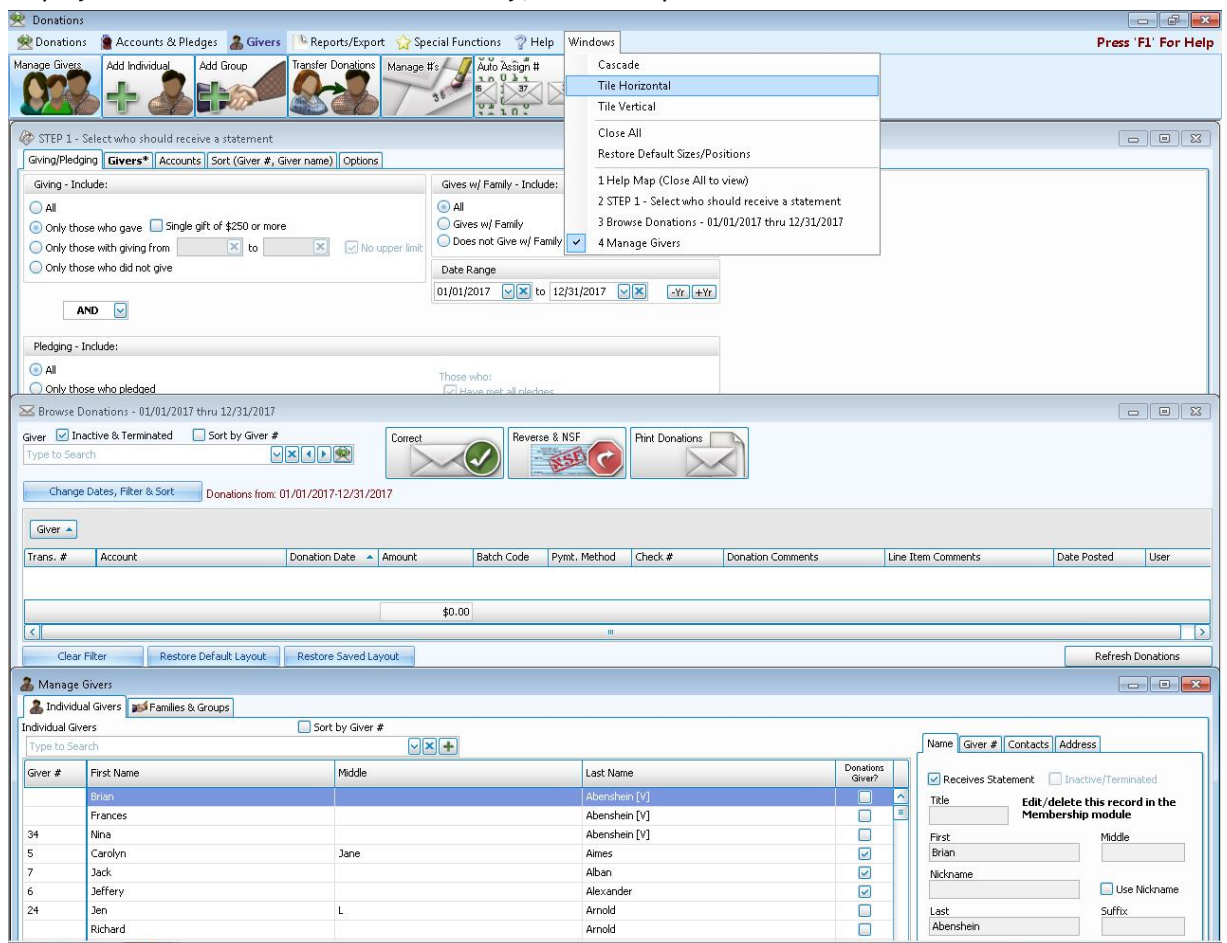 Donations
Donations Accounts & Pledges Givers Reports/Export Special Functions Help Windows Press 'F1' For Help
Manage Givers Add Individual Add Group Transfer Donations Manage #'s Auto Assign #
Cascade
Tile Horizontal
Tile Vertical
Close All
Restore Default Sizes/Positions
1 Help Map (Close All to view)
2 STEP 1 - Select who should receive a statement
3 Browse Donations - 01/01/2017 thru 12/31/2017
4 Manage Givers
STEP 1 - Select who should receive a statement
Giving/Pledging Givers* Accounts Sort (Giver #, Giver name) Options
Giving - Include:
All
Only those who gave Single gift of $250 or more
Only those with giving from to No upper limit
Only those who did not give
Gives w/ Family - Include:
All
Gives w/ Family
Does not Give w/ Family
Date Range
01/01/2017 to 12/31/2017 -Yr +Yr
AND
Pledging - Include:
All
Only those who pledged
Those who:
Have met all pledges
Browse Donations - 01/01/2017 thru 12/31/2017
Giver Inactive & Terminated Sort by Giver #
Type to Search
Correct Reverse & NSF NSF Print Donations
Change Dates, Filter & Sort Donations from: 01/01/2017-12/31/2017
Giver
Trans. # Account Donation Date Amount Batch Code Pymt. Method Check # Donation Comments Line Item Comments Date Posted User
$0.00
Clear Filter Restore Default Layout Restore Saved Layout Refresh Donations
Manage Givers
Individual Givers Families & Groups
Individual Givers Sort by Giver #
Type to Search
Giver # First Name Middle Last Name Donations Giver?
Brian Abenshein [V]
Frances Abenshein [V]
34 Nina Abenshein [V]
5 Carolyn Jane Aimes
7 Jack Alban
6 Jeffery Alexander
24 Jen L Arnold
Richard Arnold
Name Giver # Contacts Address
Receives Statement Inactive/Terminated
Title Edit/delete this record in the Membership module
First Middle
Brian
Nickname
Use Nickname
Last Suffix
Abenshein